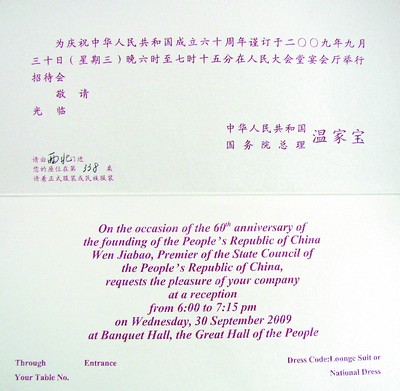 为庆祝中华人民共和国成立六十周年谨订于二〇〇九年九月
三十日（星期三）晚六时至七时十五分在人民大会堂宴会厅举行
招待会
敬请
光临
中华人民共和国
国务院总理 温家宝
请由西北门进
您的座位在第 158 桌
请着正式服装或民族服装
On the occasion of the 60th anniversary of
the founding of the People's Republic of China
Wen Jiabao, Premier of the State Council of
the People's Republic of China,
requests the pleasure of your company
at a reception
from 6:00 to 7:15 pm
on Wednesday, 30 September 2009
at Banquet Hall, the Great Hall of the People
Through Entrance
Your Table No.
Dress Code:Lounge Suit or
National Dress